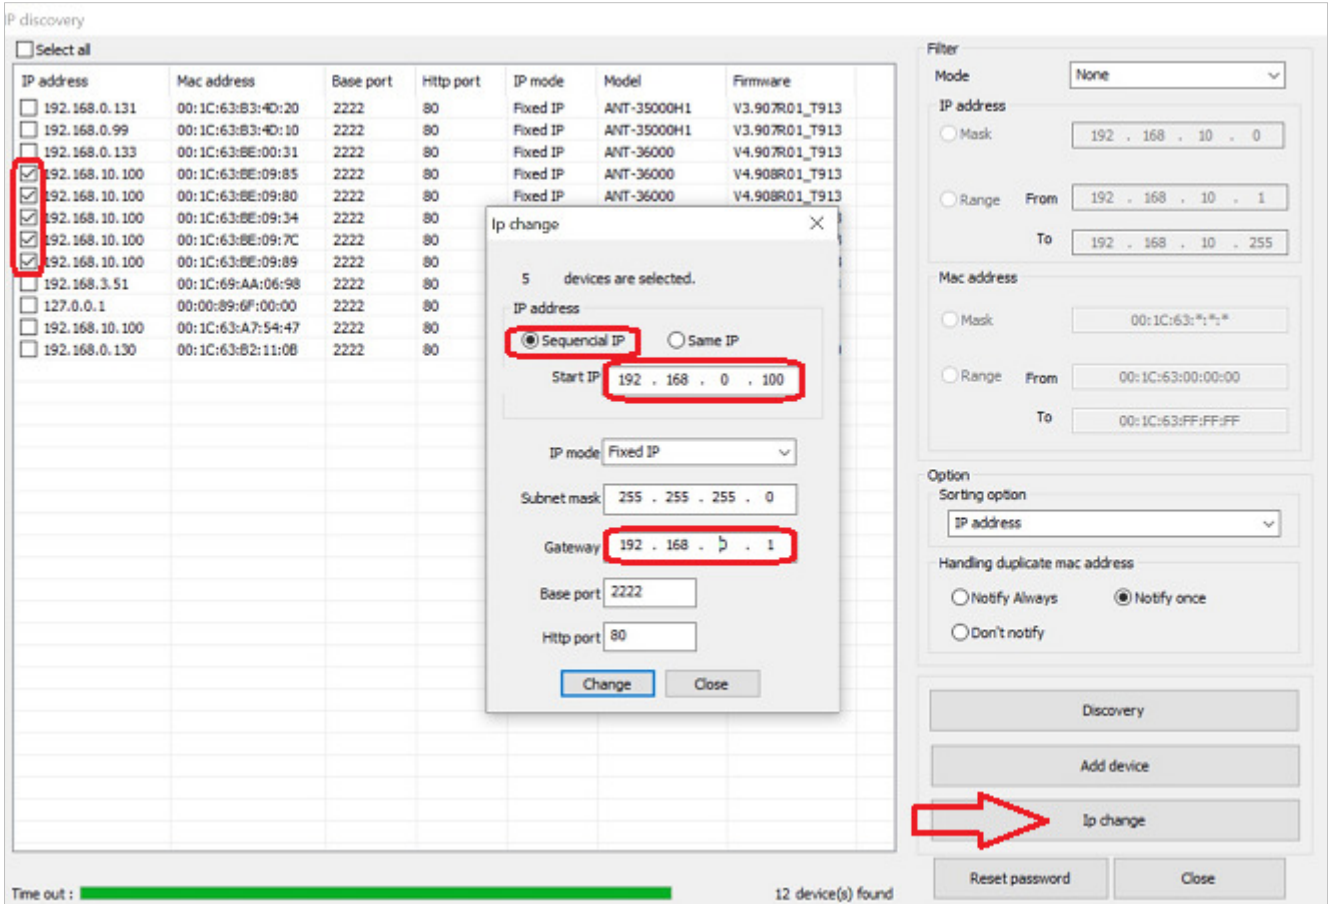 IP discovery
Select all
IP address Mac address Base port Http port IP mode Model Firmware
192.168.0.131 00:1C:63:B3:4D:20 2222 80 Fixed IP ANT-35000H1 V3.907R01_T913
192.168.0.99 00:1C:63:B3:4D:10 2222 80 Fixed IP ANT-35000H1 V3.907R01_T913
192.168.0.133 00:1C:63:BE:00:31 2222 80 Fixed IP ANT-36000 V4.907R01_T913
192.168.10.100 00:1C:63:BE:09:85 2222 80 Fixed IP ANT-36000 V4.908R01_T913
192.168.10.100 00:1C:63:BE:09:80 2222 80 Fixed IP ANT-36000 V4.908R01_T913
192.168.10.100 00:1C:63:BE:09:34 2222 80
192.168.10.100 00:1C:63:BE:09:7C 2222 80
192.168.10.100 00:1C:63:BE:09:89 2222 80
192.168.3.51 00:1C:69:AA:06:98 2222 80
127.0.0.1 00:00:89:6F:00:00 2222 80
192.168.10.100 00:1C:63:A7:54:47 2222 80
192.168.0.130 00:1C:63:B2:11:0B 2222 80
Time out :
12 device(s) found
Ip change
5 devices are selected.
IP address
Sequencial IP Same IP
Start IP 192 . 168 . 0 . 100
IP mode Fixed IP
Subnet mask 255 . 255 . 255 . 0
Gateway 192 . 168 . . 1
Base port 2222
Http port 80
Change Close
Filter
Mode None
IP address
Mask 192 . 168 . 10 . 0
Range From 192 . 168 . 10 . 1
To 192 . 168 . 10 . 255
Mac address
Mask 00:1C:63:*:*:*
Range From 00:1C:63:00:00:00
To 00:1C:63:FF:FF:FF
Option
Sorting option
IP address
Handling duplicate mac address
Notify Always Notify once
Don't notify
Discovery
Add device
Ip change
Reset password Close